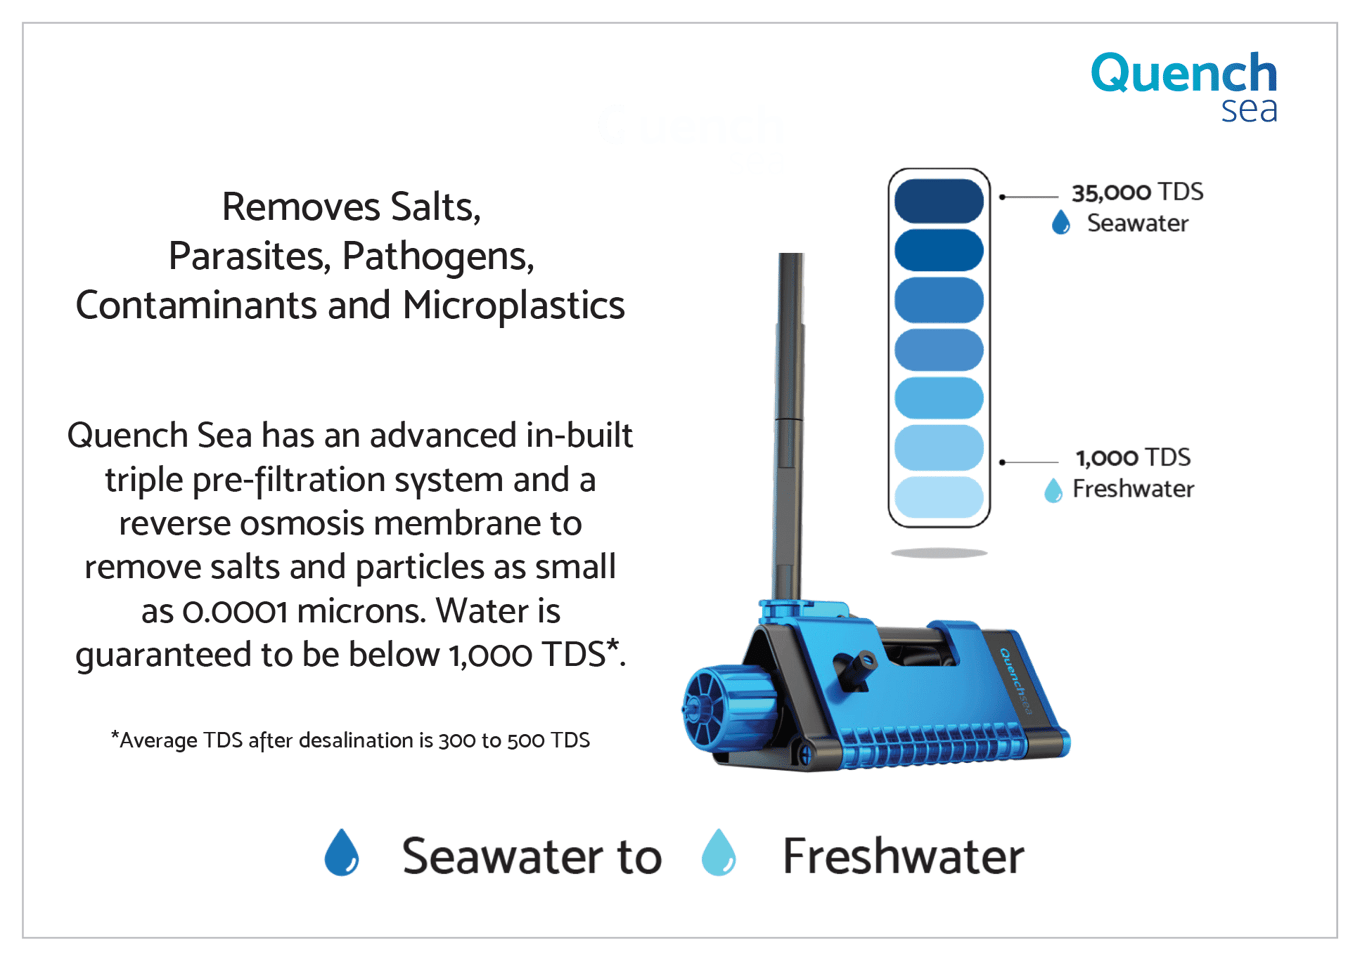 Quench
sea
Removes Salts,
Parasites, Pathogens,
Contaminants and Microplastics
35,000 TDS
Seawater
1,000 TDS
Freshwater
Quench Sea has an advanced in-built
triple pre-filtration system and a
reverse osmosis membrane to
remove salts and particles as small
as 0.0001 microns. Water is
guaranteed to be below 1,000 TDS*.
*Average TDS after desalination is 300 to 500 TDS
Quench sea
Seawater to Freshwater